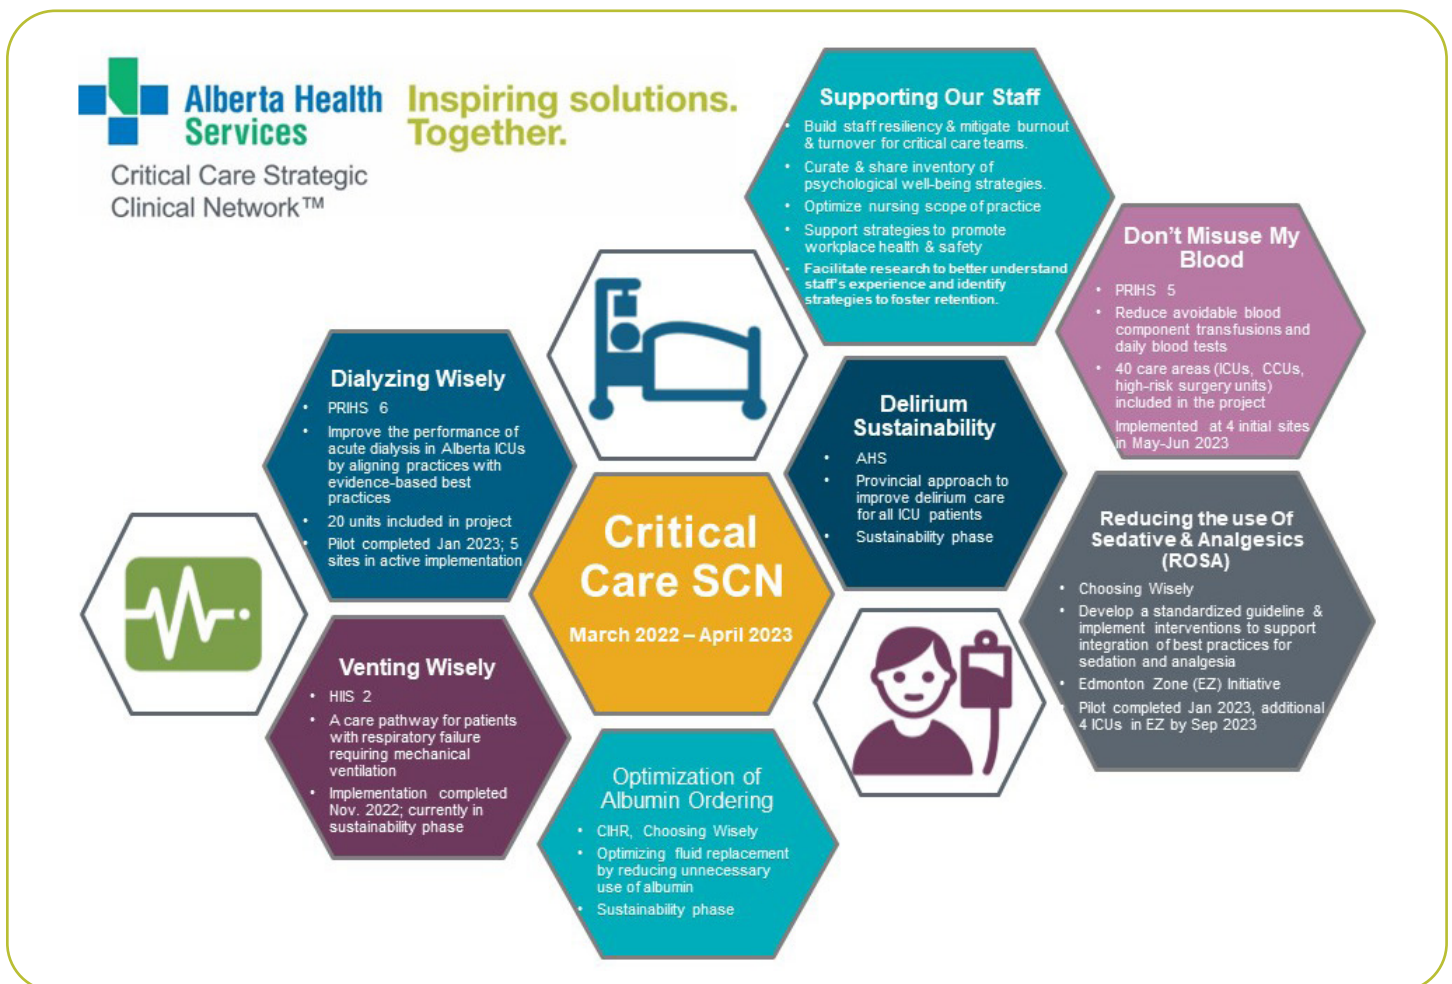 Alberta Health
Services
Critical Care Strategic
Clinical Network™
Inspiring solutions.
Together.
Supporting Our Staff
• Build staff resiliency & mitigate burnout
& turnover for critical care teams.
• Curate & share inventory of
psychological well-being strategies.
• Optimize nursing scope of practice
• Support strategies to promote
workplace health & safety
• Facilitate research to better understand
staff's experience and identify
strategies to foster retention.
Don't Misuse My
Blood
• PRIHS 5
• Reduce avoidable blood
component transfusions and
daily blood tests
• 40 care areas (ICUs, CCUs,
high-risk surgery units)
included in the project
Implemented at 4 initial sites
in May-Jun 2023
Dialyzing Wisely
• PRIHS 6
• Improve the performance of
acute dialysis in Alberta ICUs
by aligning practices with
evidence-based best
practices
• 20 units included in project
• Pilot completed Jan 2023; 5
sites in active implementation
Delirium
Sustainability
• AHS
• Provincial approach to
improve delirium care
for all ICU patients
• Sustainability phase
Critical
Care SCN
March 2022 – April 2023
Reducing the use Of
Sedative & Analgesics
(ROSA)
• Choosing Wisely
• Develop a standardized guideline &
implement interventions to support
integration of best practices for
sedation and analgesia
• Edmonton Zone (EZ) Initiative
• Pilot completed Jan 2023, additional
4 ICUs in EZ by Sep 2023
Venting Wisely
• HIIS 2
• A care pathway for patients
with respiratory failure
requiring mechanical
ventilation
• Implementation completed
Nov. 2022; currently in
sustainability phase
Optimization of
Albumin Ordering
• CIHR, Choosing Wisely
• Optimizing fluid replacement
by reducing unnecessary
use of albumin
• Sustainability phase